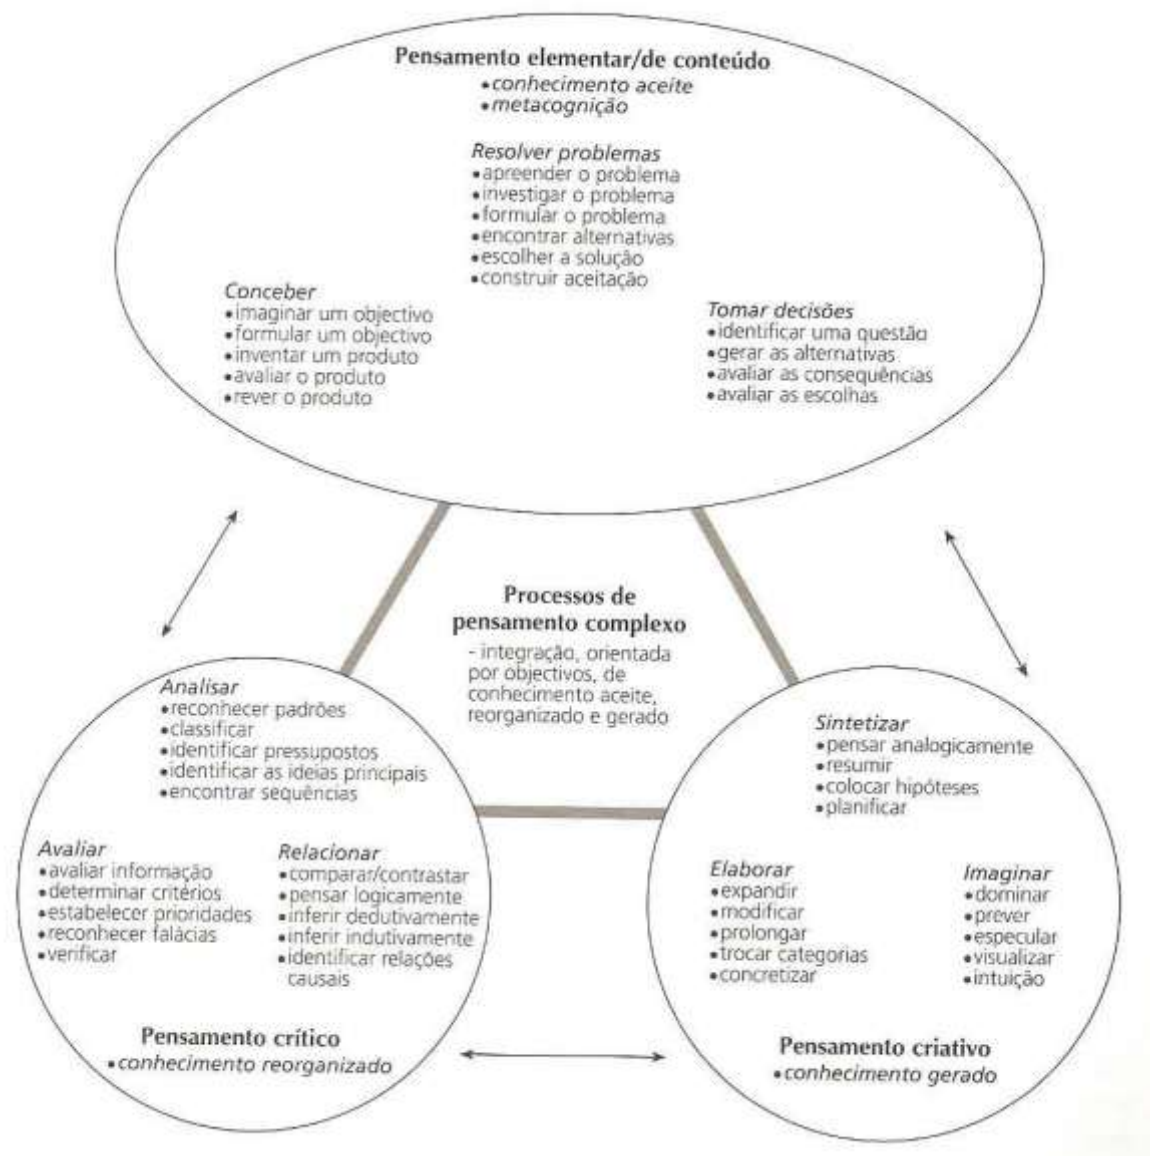 Pensamento elementar/de conteúdo
•conhecimento aceite
•metacognição
Resolver problemas
•apreender o problema
•investigar o problema
•formular o problema
•encontrar alternativas
•escolher a solução
•construir aceitação
Conceber
•imaginar um objectivo
•formular um objectivo
•inventar um produto
•avaliar o produto
•rever o produto
Tomar decisões
•identificar uma questão
•gerar as alternativas
•avaliar as consequências
•avaliar as escolhas
Processos de
pensamento complexo
- integração, orientada
por objectivos, de
conhecimento aceite,
reorganizado e gerado
Analisar
•reconhecer padrões
•classificar
•identificar pressupostos
•identificar as ideias principais
•encontrar sequências
Avaliar
•avaliar informação
•determinar critérios
•estabelecer prioridades
•reconhecer falácias
•verificar
Relacionar
•comparar/contrastar
•pensar logicamente
•inferir dedutivamente
•inferir indutivamente
•identificar relações
causais
Pensamento crítico
•conhecimento reorganizado
Sintetizar
•pensar analogicamente
•resumir
•colocar hipóteses
•planificar
Elaborar
•expandir
•modificar
•prolongar
•trocar categorias
•concretizar
Imaginar
•dominar
•prever
•especular
•visualizar
•intuição
Pensamento criativo
•conhecimento gerado